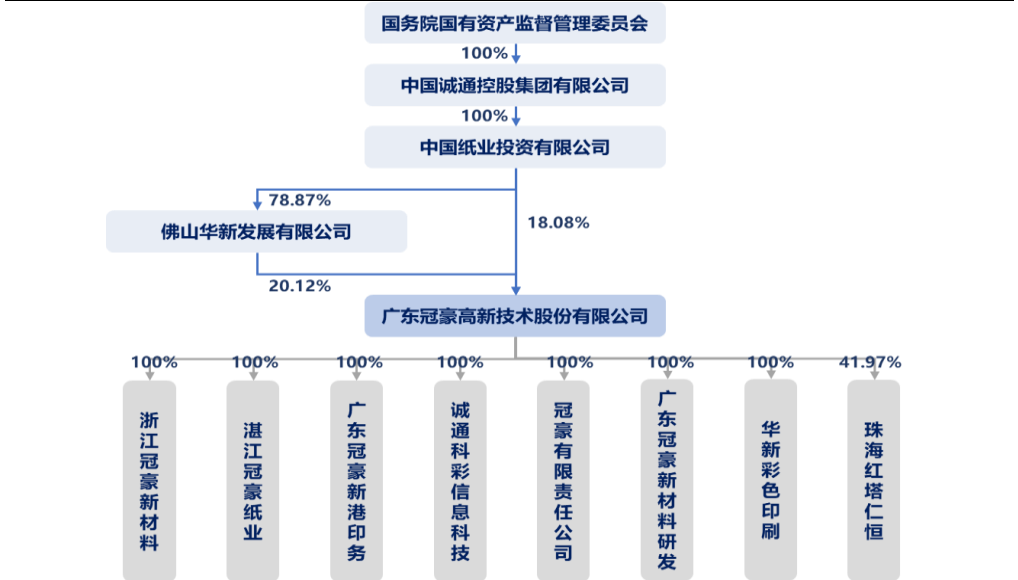 国务院国有资产监督管理委员会
100%
中国诚通控股集团有限公司
100%
中国纸业投资有限公司
78.87%
18.08%
佛山华新发展有限公司
20.12%
广东冠豪高新技术股份有限公司
100%
100%
100%
100%
100%
100%
100%
41.97%
浙江冠豪新材料
湛江冠豪纸业
广东冠豪新港印务
诚通科彩信息科技
冠豪有限责任公司
广东冠豪新材料研发
华新彩色印刷
珠海红塔仁恒